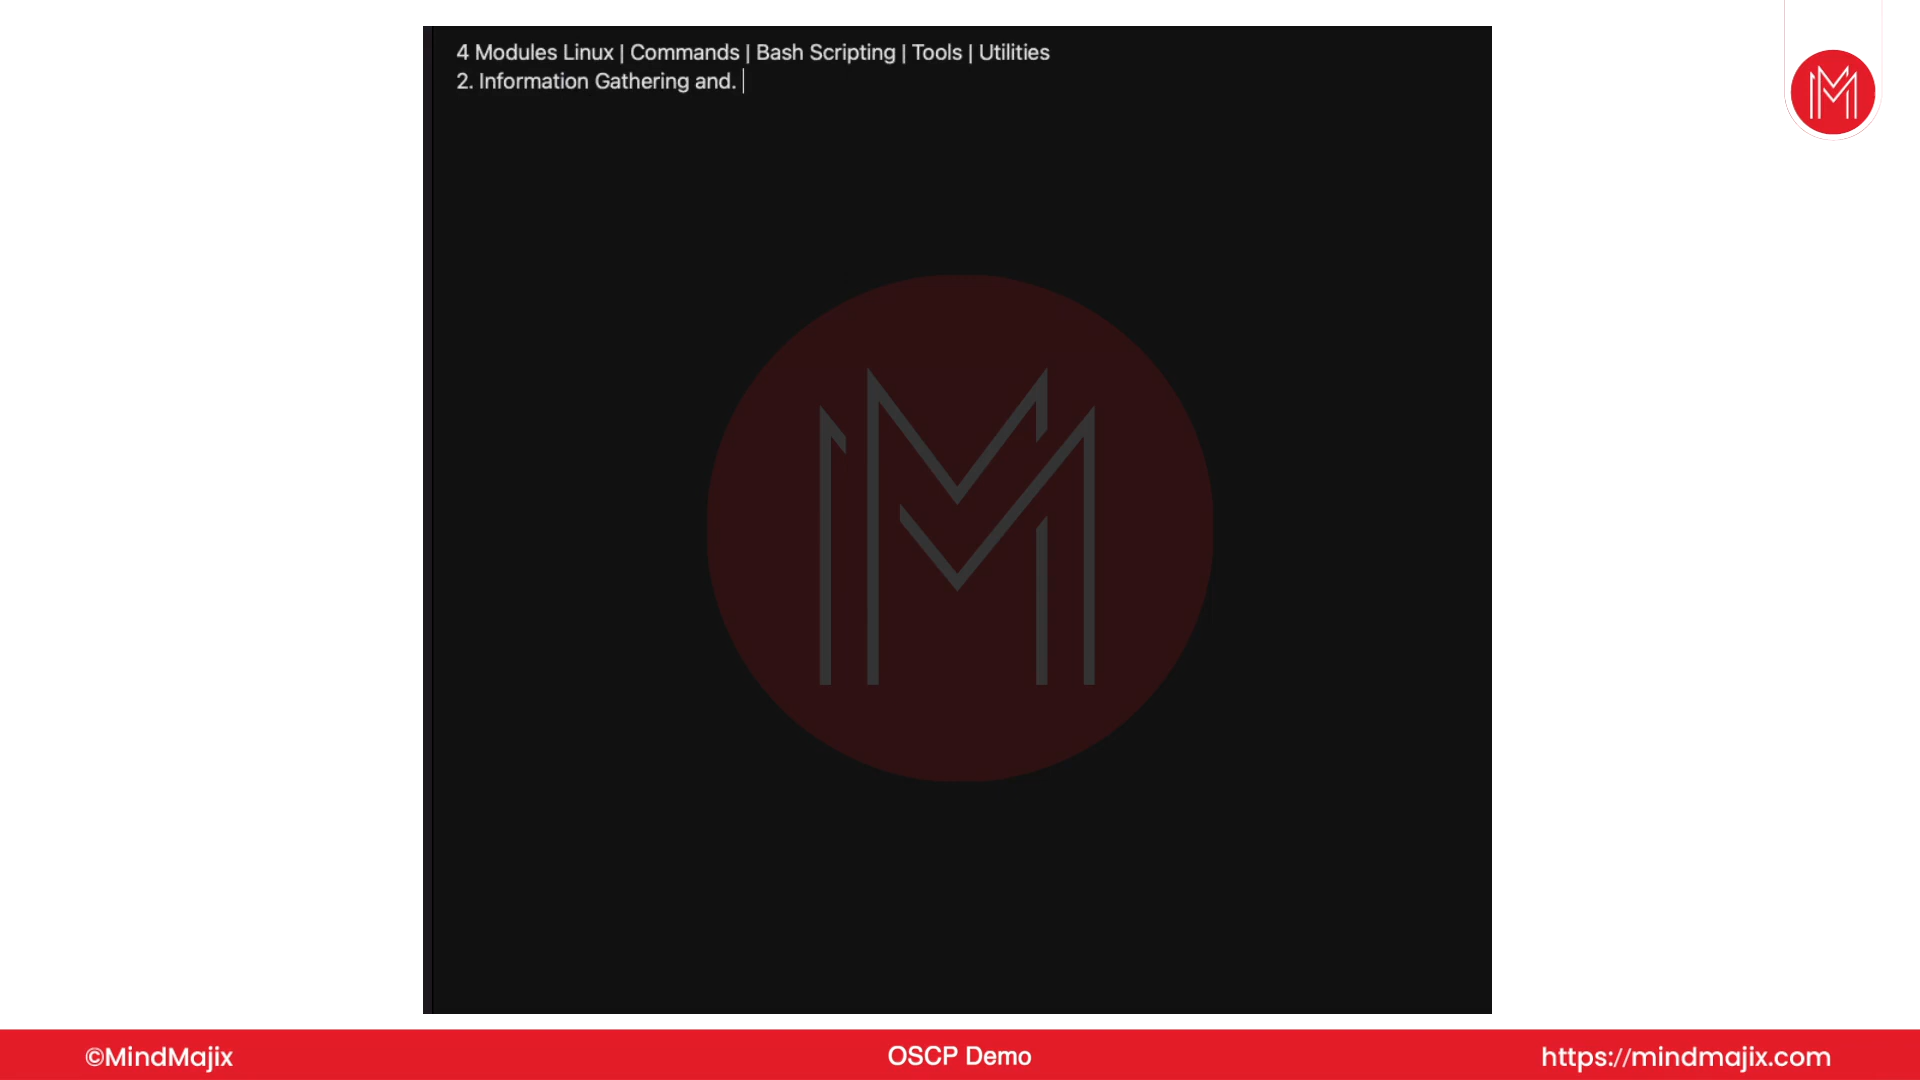 4 Modules Linux | Commands | Bash Scripting | Tools | Utilities
2. Information Gathering and.
©MindMajix
OSCP Demo
https://mindmajix.com